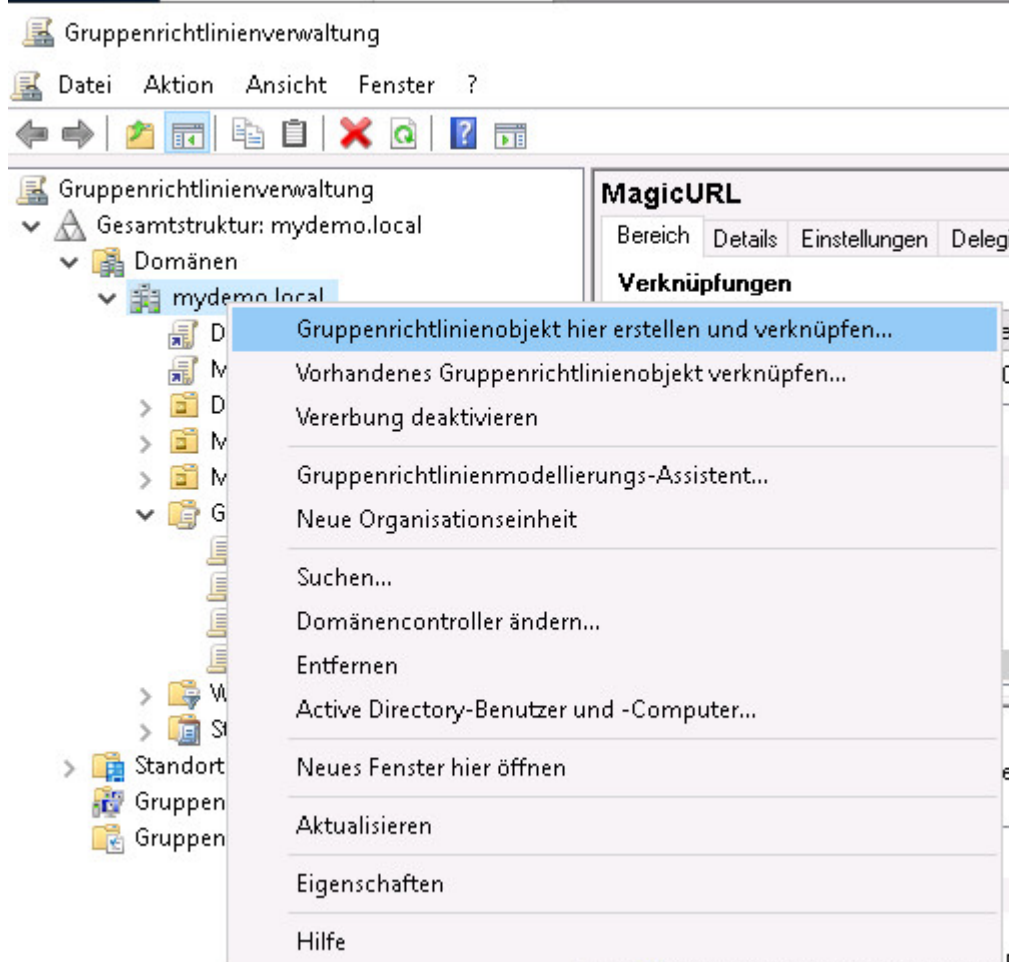 Gruppenrichtlinienverwaltung
Datei Aktion Ansicht Fenster ?
Gruppenrichtlinienverwaltung
Gesamtstruktur: mydemo.local
Domänen
mydemo.local
D
M
D
M
M
G
W
St
Standort
Gruppen
Gruppen
MagicURL
Bereich Details Einstellungen Delegi
Verknüpfungen
Gruppenrichtlinienobjekt hier erstellen und verknüpfen...
Vorhandenes Gruppenrichtlinienobjekt verknüpfen...
Vererbung deaktivieren
Gruppenrichtlinienmodellierungs-Assistent...
Neue Organisationseinheit
Suchen...
Domänencontroller ändern...
Entfernen
Active Directory-Benutzer und -Computer...
Neues Fenster hier öffnen
Aktualisieren
Eigenschaften
Hilfe